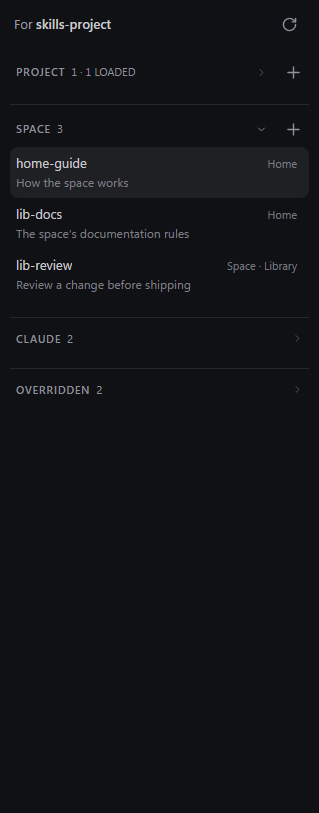 For skills-project
PROJECT 1 · 1 LOADED
SPACE 3
home-guide Home
How the space works
lib-docs Home
The space's documentation rules
lib-review Space · Library
Review a change before shipping
CLAUDE 2
OVERRIDDEN 2